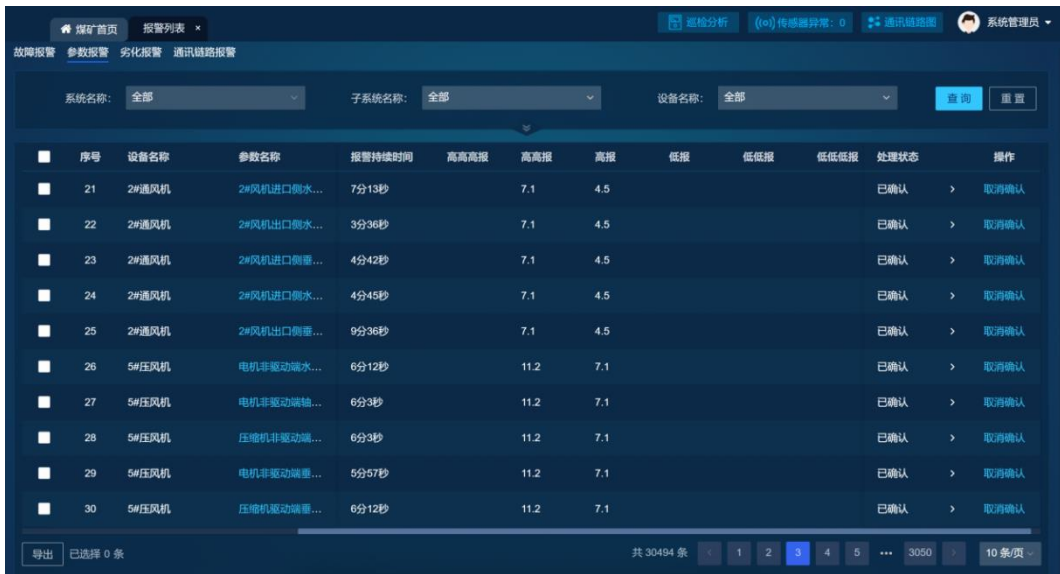 煤矿首页 报警列表 × 巡检分析 ((o)) 传感器异常: 0 通讯链路图 系统管理员
故障报警 参数报警 劣化报警 通讯链路报警
系统名称: 全部 子系统名称: 全部 设备名称: 全部 查询 重置
序号 设备名称 参数名称 报警持续时间 高高高报 高高报 高报 低报 低低报 低低低报 处理状态 操作
21 2#通风机 2#风机进口侧水... 7分13秒 7.1 4.5 已确认 > 取消确认
22 2#通风机 2#风机出口侧水... 3分36秒 7.1 4.5 已确认 > 取消确认
23 2#通风机 2#风机进口侧垂... 4分42秒 7.1 4.5 已确认 > 取消确认
24 2#通风机 2#风机进口侧水... 4分45秒 7.1 4.5 已确认 > 取消确认
25 2#通风机 2#风机出口侧垂... 9分36秒 7.1 4.5 已确认 > 取消确认
26 5#压风机 电机非驱动端水... 6分12秒 11.2 7.1 已确认 > 取消确认
27 5#压风机 电机非驱动端轴... 6分3秒 11.2 7.1 已确认 > 取消确认
28 5#压风机 压缩机非驱动端... 6分3秒 11.2 7.1 已确认 > 取消确认
29 5#压风机 电机非驱动端垂... 5分57秒 11.2 7.1 已确认 > 取消确认
30 5#压风机 压缩机驱动端垂... 6分12秒 11.2 7.1 已确认 > 取消确认
导出 已选择 0 条 共 30494 条 < 1 2 3 4 5 ... 3050 > 10 条/页